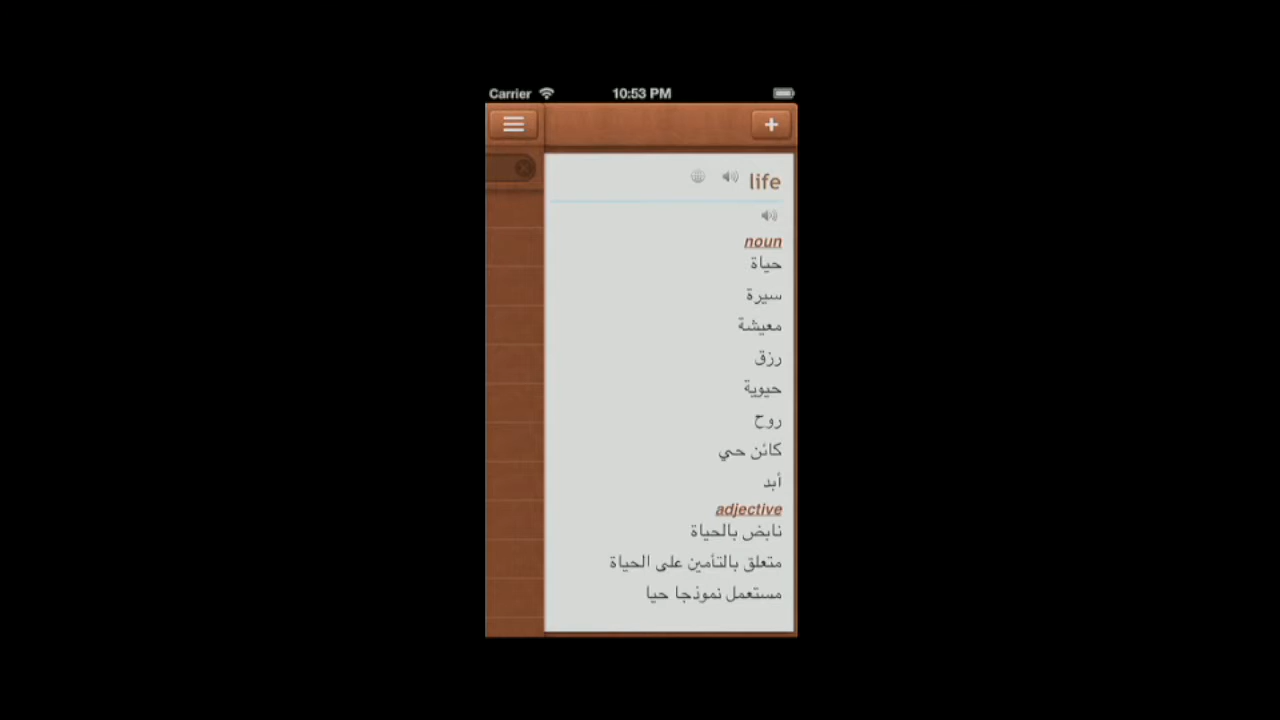 Carrier 10:53 PM
life
noun
حياة
سيرة
معيشة
رزق
حيوية
روح
كائن حي
أبد
adjective
نابض بالحياة
متعلق بالتأمين على الحياة
مستعمل نموذجا حيا